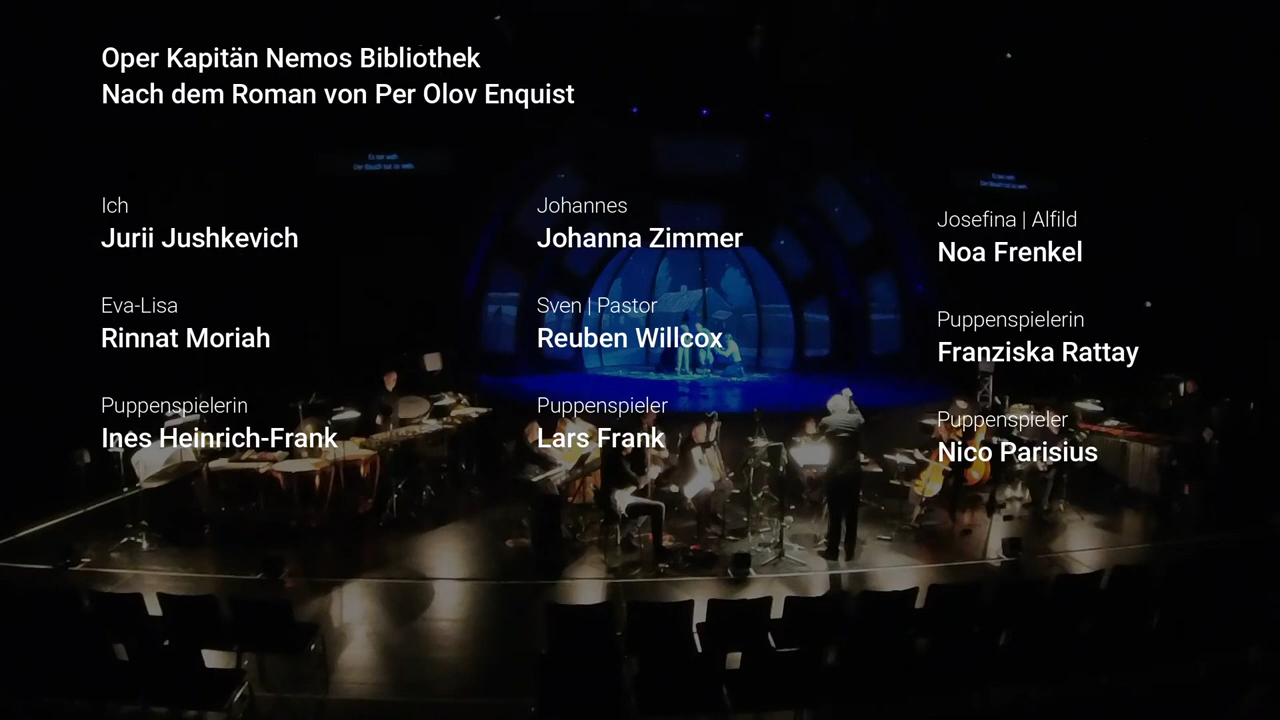 Oper Kapitän Nemos Bibliothek
Nach dem Roman von Per Olov Enquist
Ich
Jurii Jushkevich
Eva-Lisa
Rinnat Moriah
Puppenspielerin
Ines Heinrich-Frank
Johannes
Johanna Zimmer
Sven | Pastor
Reuben Willcox
Puppenspieler
Lars Frank
Josefina | Alfild
Noa Frenkel
Puppenspielerin
Franziska Rattay
Puppenspieler
Nico Parisius